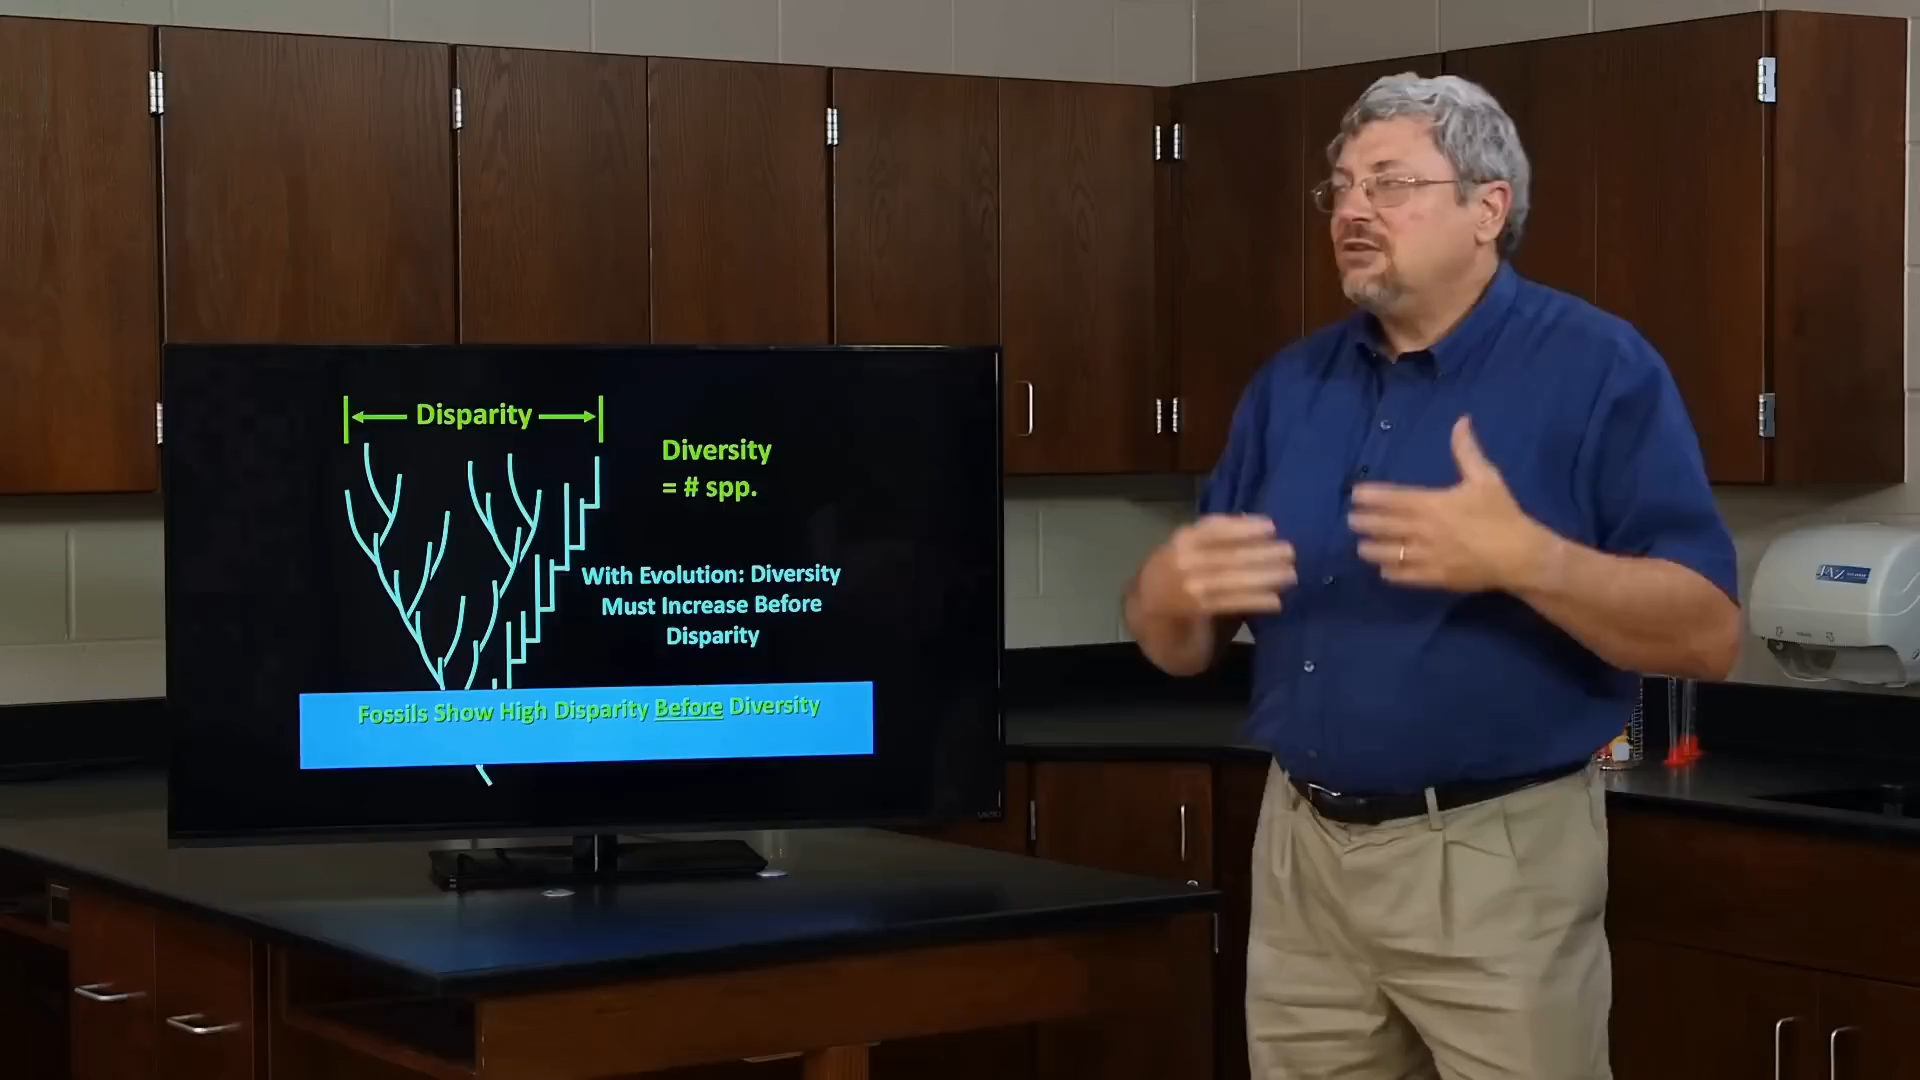 Disparity
Diversity
= # spp.
With Evolution: Diversity
Must Increase Before
Disparity
Fossils Show High Disparity Before Diversity